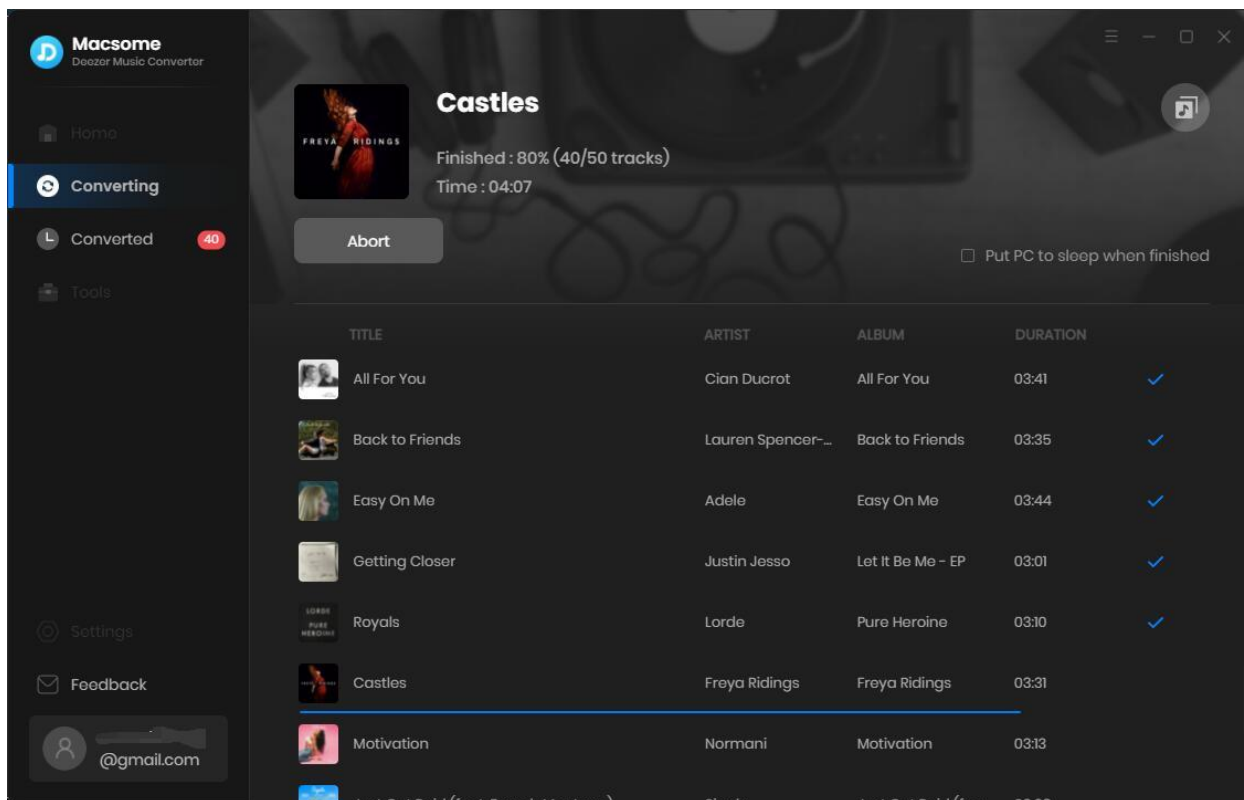 Macsome
Deezer Music Converter
Home
Converting
Converted 40
Tools
Settings
Feedback
@gmail.com
FREYA RIDINGS
Castles
Finished : 80% (40/50 tracks)
Time : 04:07
Abort
Put PC to sleep when finished
TITLE ARTIST ALBUM DURATION
All For You Cian Ducrot All For You 03:41
Back to Friends Lauren Spencer-... Back to Friends 03:35
Easy On Me Adele Easy On Me 03:44
Getting Closer Justin Jesso Let It Be Me - EP 03:01
LORDE
PURE
HEROINE
Royals Lorde Pure Heroine 03:10
Castles Freya Ridings Freya Ridings 03:31
Motivation Normani Motivation 03:13